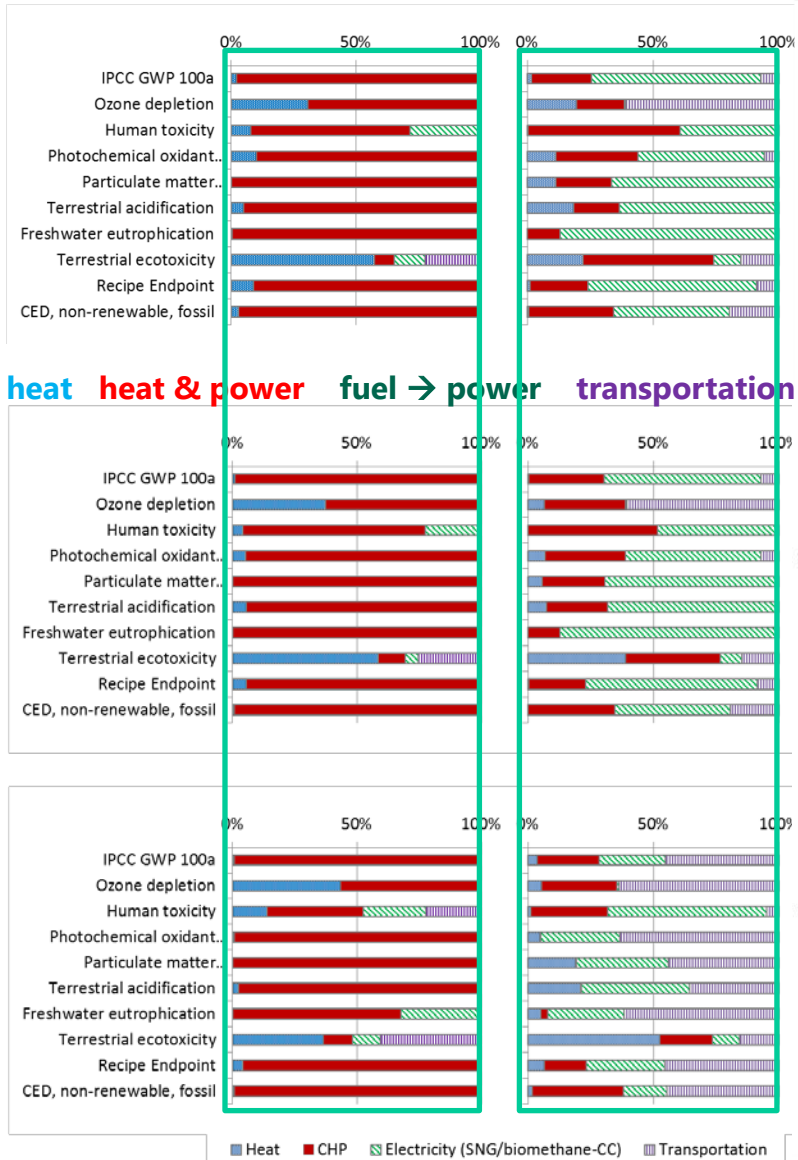 0% 50% 100% 0% 50% 100%
IPCC GWP 100a
Ozone depletion
Human toxicity
Photochemical oxidant..
Particulate matter..
Terrestrial acidification
Freshwater eutrophication
Terrestrial ecotoxicity
Recipe Endpoint
CED, non-renewable, fossil
heat heat & power fuel → power transportation
0% 50% 100% 0% 50% 100%
IPCC GWP 100a
Ozone depletion
Human toxicity
Photochemical oxidant..
Particulate matter..
Terrestrial acidification
Freshwater eutrophication
Terrestrial ecotoxicity
Recipe Endpoint
CED, non-renewable, fossil
0% 50% 100% 0% 50% 100%
IPCC GWP 100a
Ozone depletion
Human toxicity
Photochemical oxidant..
Particulate matter..
Terrestrial acidification
Freshwater eutrophication
Terrestrial ecotoxicity
Recipe Endpoint
CED, non-renewable, fossil
Heat CHP Electricity (SNG/biomethane-CC) Transportation